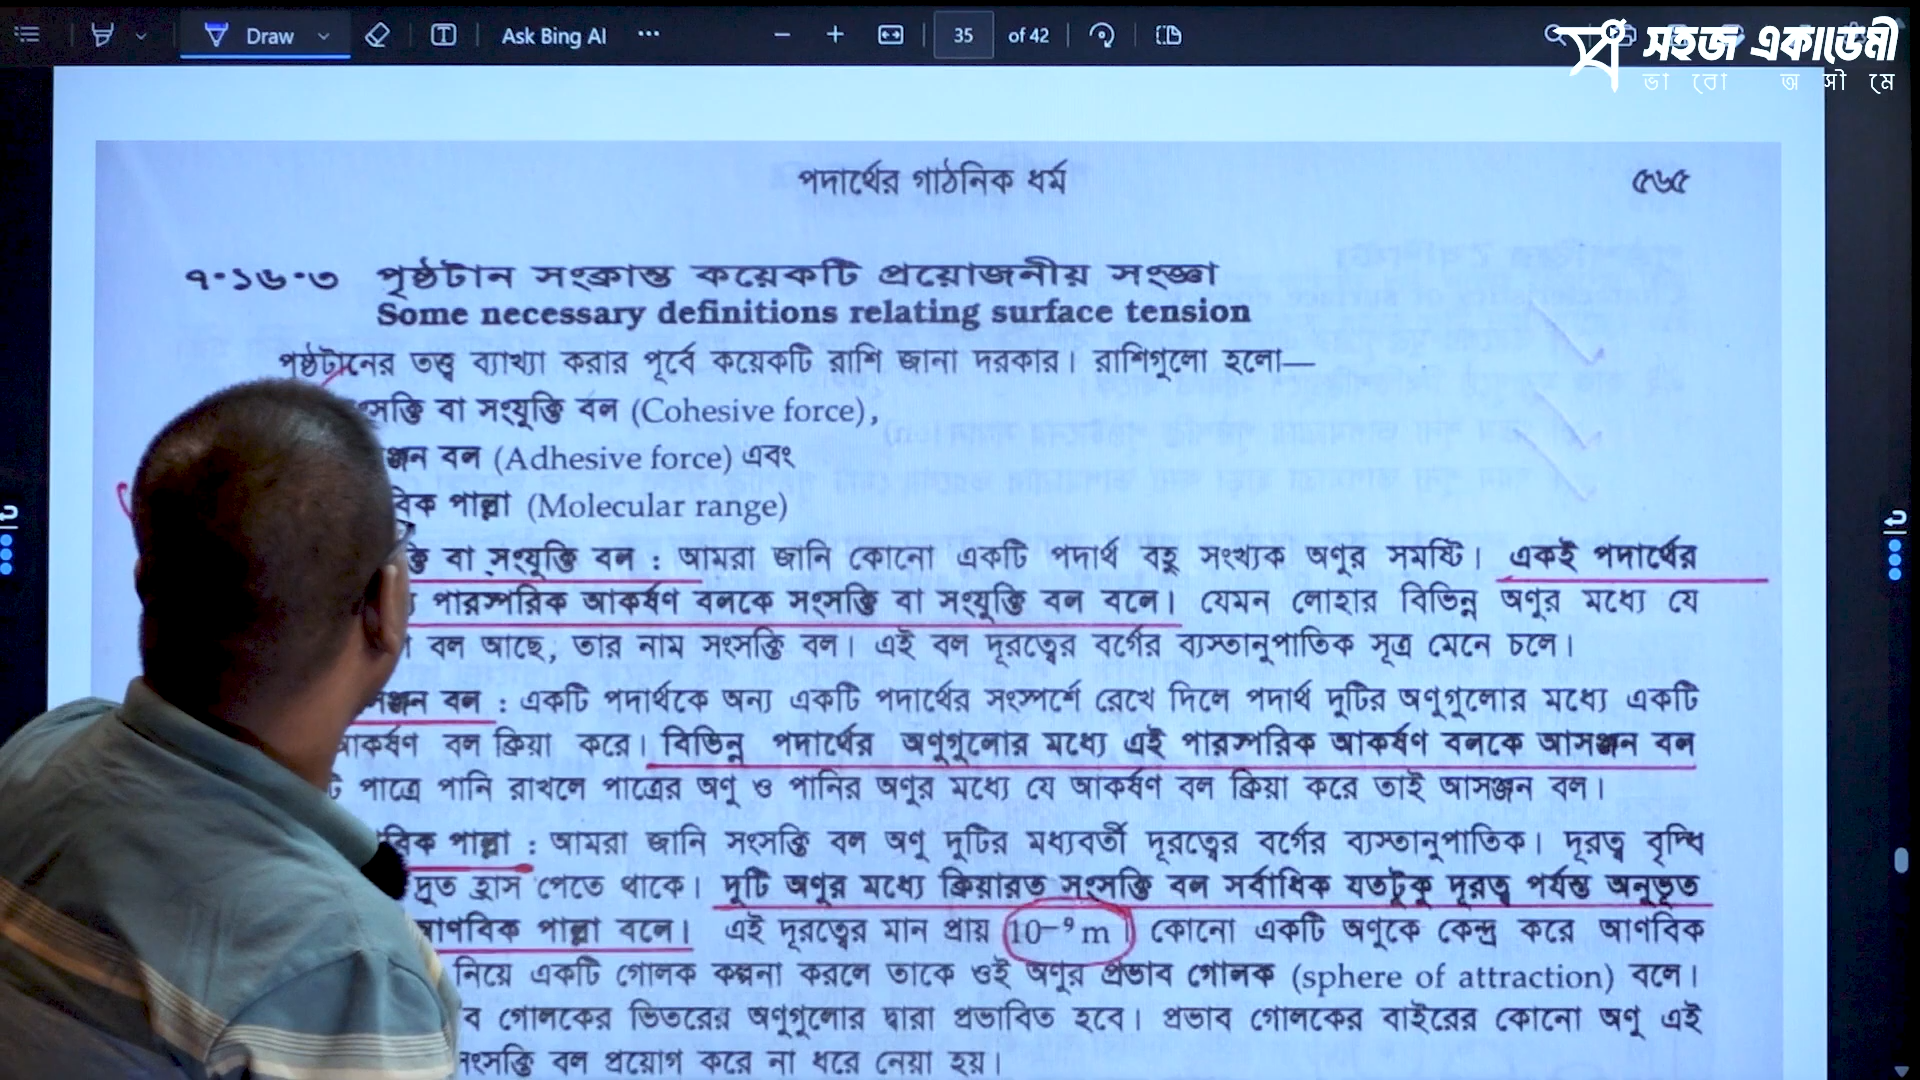 Draw
Ask Bing AI
35 of 42
সহজ একাডেমী
ভা বো অ সী মে
পদার্থের গাঠনিক ধর্ম ৫৬৫
৭.১৬.৩ পৃষ্ঠটান সংক্রান্ত কয়েকটি প্রয়োজনীয় সংজ্ঞা
Some necessary definitions relating surface tension
পৃষ্ঠটানের তত্ত্ব ব্যাখ্যা করার পূর্বে কয়েকটি রাশি জানা দরকার। রাশিগুলো হলো—
বা সংযুক্তি বল (Cohesive force),
বল (Adhesive force) এবং
পাল্লা (Molecular range)
বা সংযুক্তি বল : আমরা জানি কোনো একটি পদার্থ বহু সংখ্যক অণুর সমষ্টি। একই পদার্থের
পারস্পরিক আকর্ষণ বলকে সংসক্তি বা সংযুক্তি বল বলে। যেমন লোহার বিভিন্ন অণুর মধ্যে যে
বল আছে, তার নাম সংসক্তি বল। এই বল দূরত্বের বর্গের ব্যস্তানুপাতিক সূত্র মেনে চলে।
বল : একটি পদার্থকে অন্য একটি পদার্থের সংস্পর্শে রেখে দিলে পদার্থ দুটির অণুগুলোর মধ্যে একটি
আকর্ষণ বল ক্রিয়া করে। বিভিন্ন পদার্থের অণুগুলোর মধ্যে এই পারস্পরিক আকর্ষণ বলকে আসঞ্জন বল
পাত্রে পানি রাখলে পাত্রের অণু ও পানির অণুর মধ্যে যে আকর্ষণ বল ক্রিয়া করে তাই আসঞ্জন বল।
পাল্লা : আমরা জানি সংসক্তি বল অণু দুটির মধ্যবর্তী দূরত্বের বর্গের ব্যস্তানুপাতিক। দূরত্ব বৃদ্ধি
দ্রুত হ্রাস পেতে থাকে। দুটি অণুর মধ্যে ক্রিয়ারত সংসক্তি বল সর্বাধিক যতটুকু দূরত্ব পর্যন্ত অনুভূত
আণবিক পাল্লা বলে। এই দূরত্বের মান প্রায় 10⁻⁹ m। কোনো একটি অণুকে কেন্দ্র করে আণবিক
নিয়ে একটি গোলক কল্পনা করলে তাকে ওই অণুর প্রভাব গোলক (sphere of attraction) বলে।
গোলকের ভিতরের অণুগুলোর দ্বারা প্রভাবিত হবে। প্রভাব গোলকের বাইরের কোনো অণু এই
সংসক্তি বল প্রয়োগ করে না ধরে নেয়া হয়।